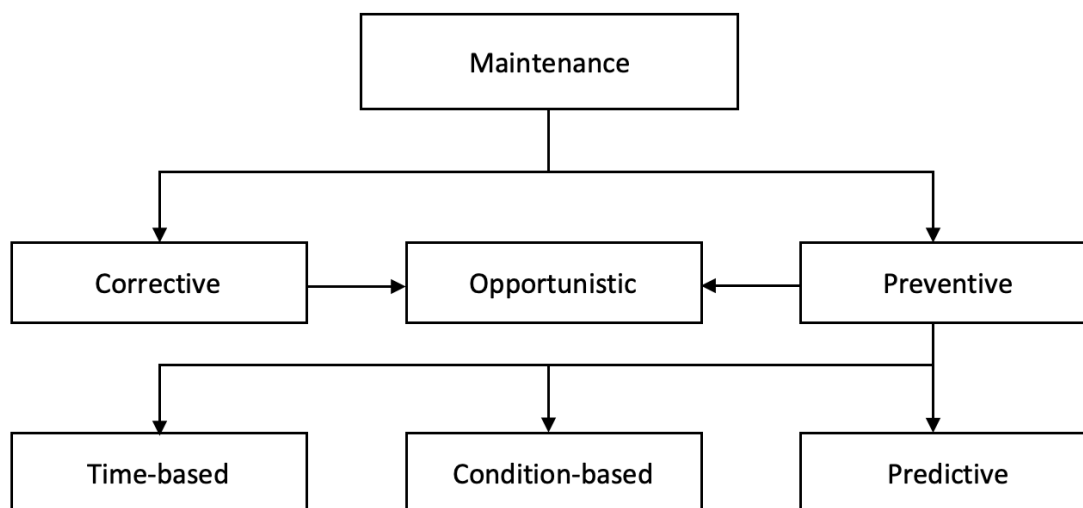 Maintenance
Corrective
Opportunistic
Preventive
Time-based
Condition-based
Predictive